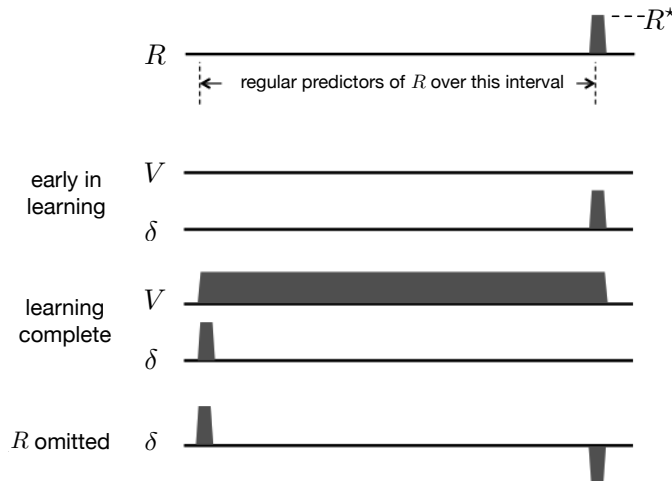 R⋆
R
regular predictors of R over this interval
early in
learning
V
δ
learning
complete
V
δ
R omitted
δ